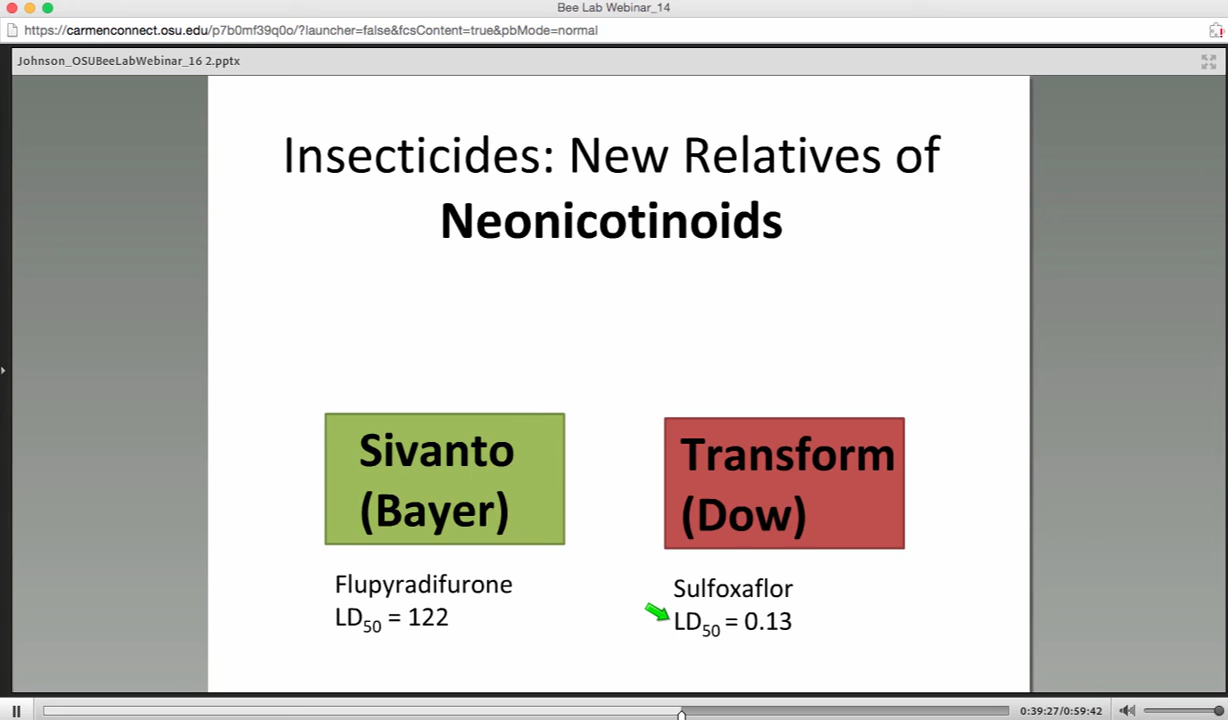 Bee Lab Webinar_14
https://carmenconnect.osu.edu/p7b0mf39q0o/?launcher=false&fcsContent=true&pbMode=normal
Johnson_OSUBeeLabWebinar_16 2.pptx
Insecticides: New Relatives of
Neonicotinoids
Sivanto
(Bayer)
Transform
(Dow)
Flupyradifurone
LD50 = 122
Sulfoxaflor
LD50 = 0.13
0:39:27/0:59:42